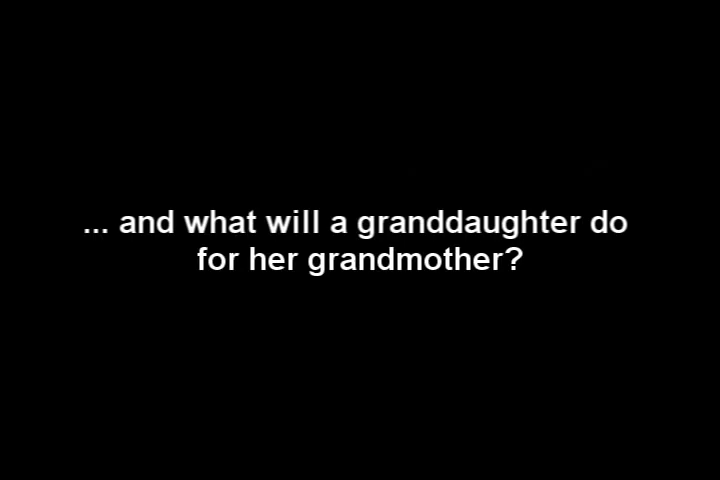 ... and what will a granddaughter do
for her grandmother?